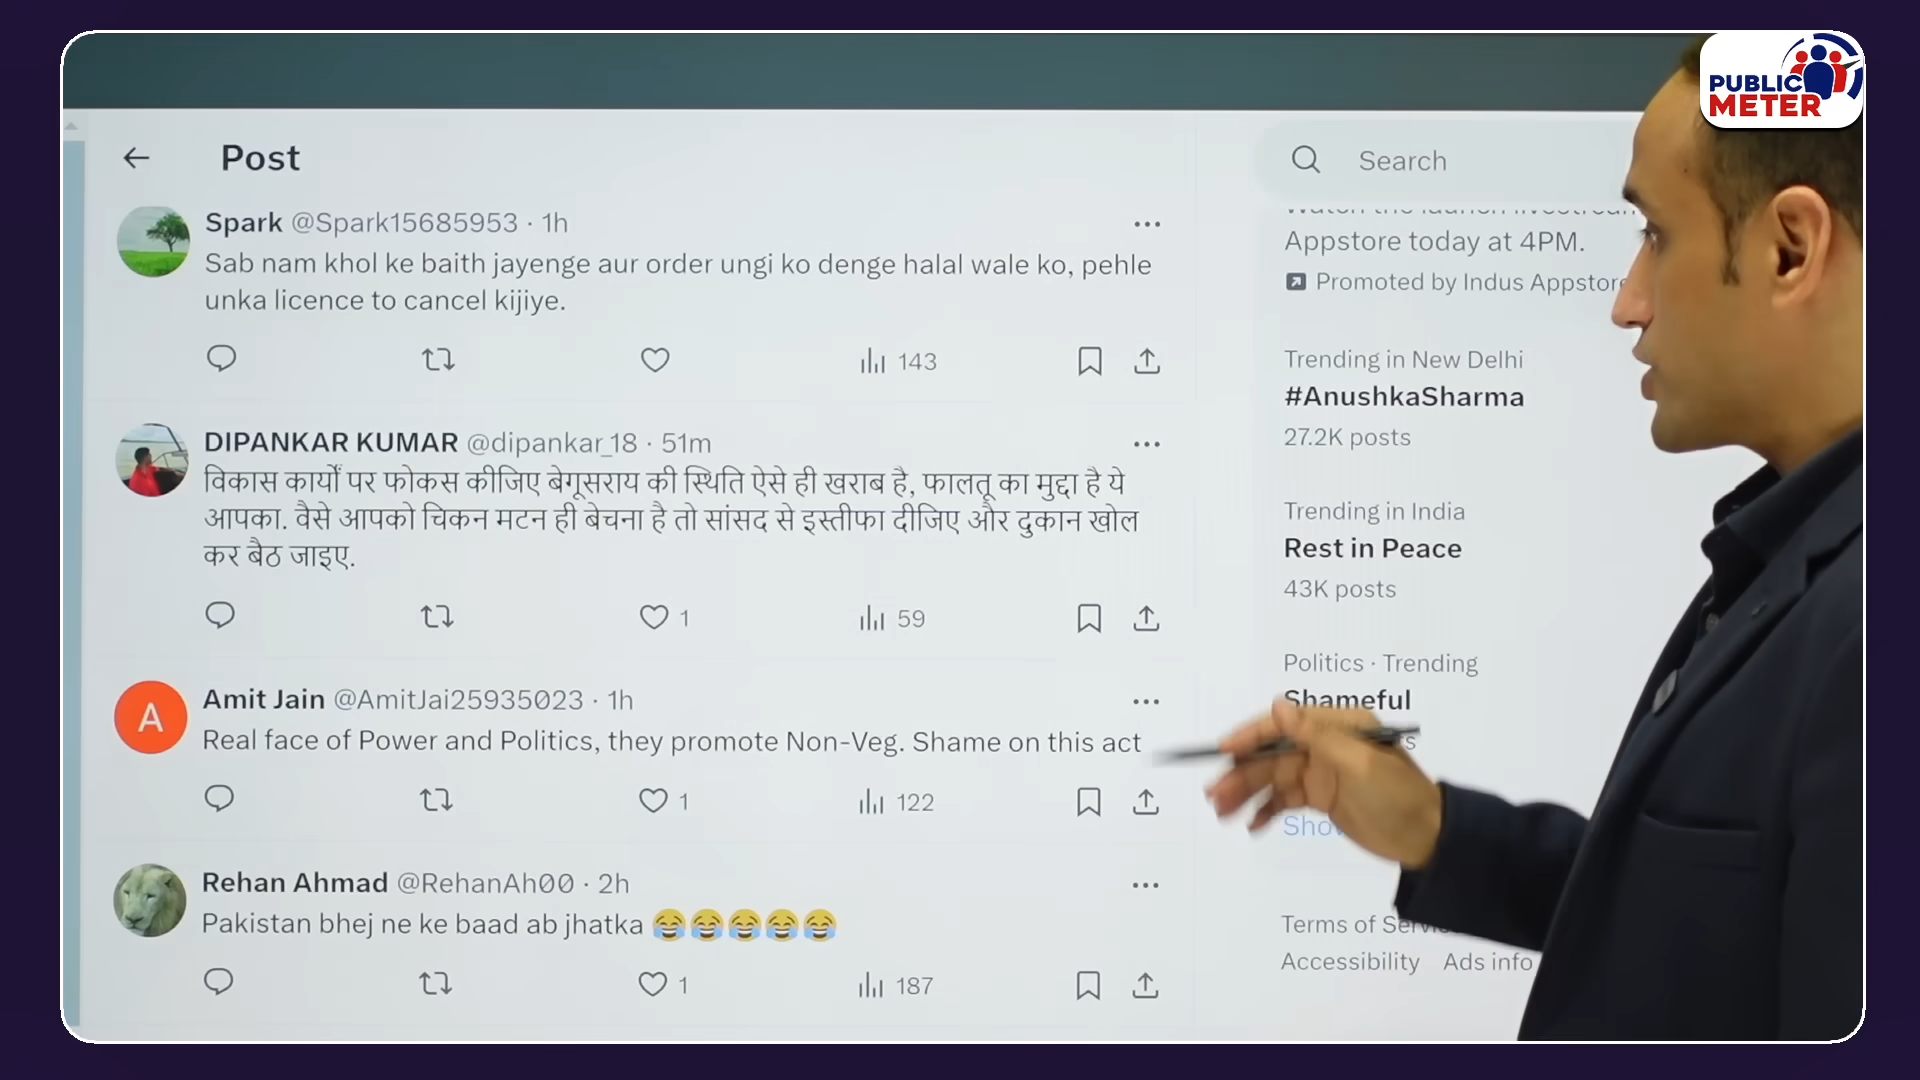 PUBLIC
METER
Post
Search
Spark @Spark15685953 · 1h
Sab nam khol ke baith jayenge aur order ungi ko denge halal wale ko, pehle
unka licence to cancel kijiye.
143
DIPANKAR KUMAR @dipankar_18 · 51m
विकास कार्यों पर फोकस कीजिए बेगूसराय की स्थिति ऐसे ही खराब है, फालतू का मुद्दा है ये
आपका. वैसे आपको चिकन मटन ही बेचना है तो सांसद से इस्तीफा दीजिए और दुकान खोल
कर बैठ जाइए.
1 59
Amit Jain @AmitJai25935023 · 1h
Real face of Power and Politics, they promote Non-Veg. Shame on this act
1 122
Rehan Ahmad @RehanAh00 · 2h
Pakistan bhej ne ke baad ab jhatka 😂😂😂😂😂
1 187
Appstore today at 4PM.
Promoted by Indus Appstore
Trending in New Delhi
#AnushkaSharma
27.2K posts
Trending in India
Rest in Peace
43K posts
Politics · Trending
Shameful
Terms of
Accessibility Ads info